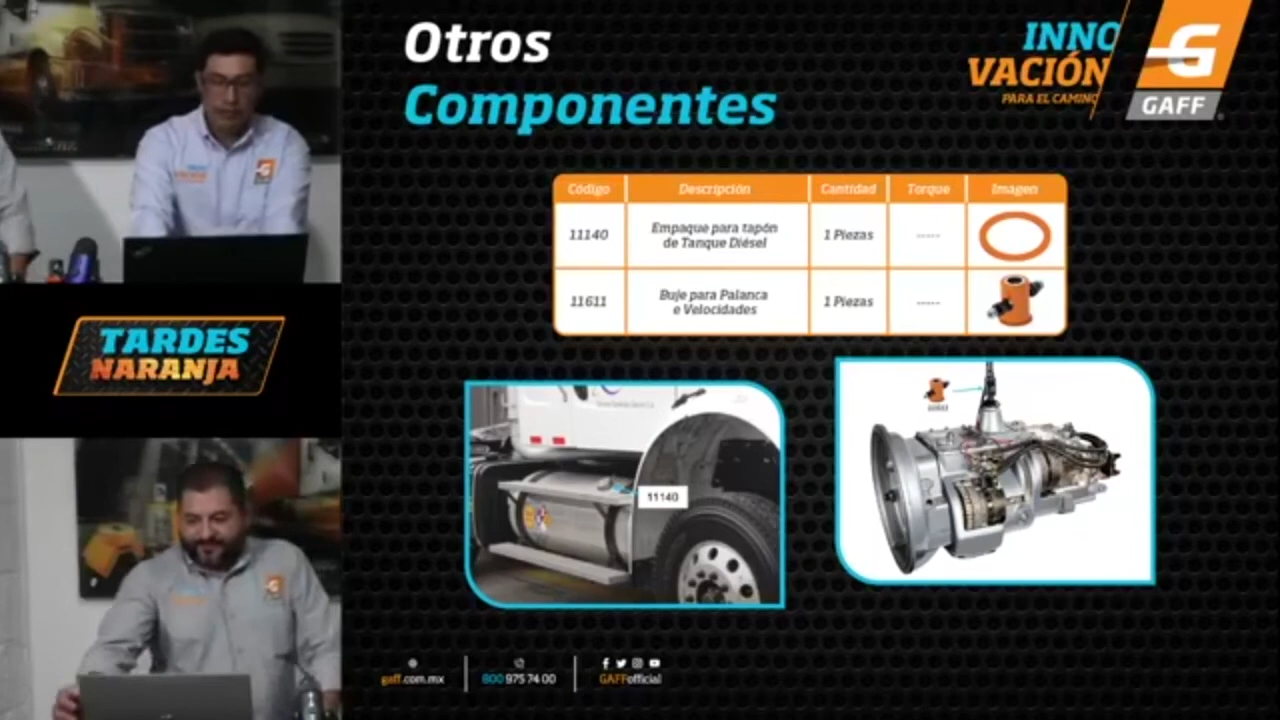 Otros
Componentes
INNO
VACIÓN
PARA EL CAMINO
GAFF
Código Descripción Cantidad Torque Imagen
11140 Empaque para tapón
de Tanque Diésel 1 Piezas -----
11611 Buje para Palanca
e Velocidades 1 Piezas -----
TARDES
NARANJA
11140
gaff.com.mx
800 975 74 00
GAFFofficial